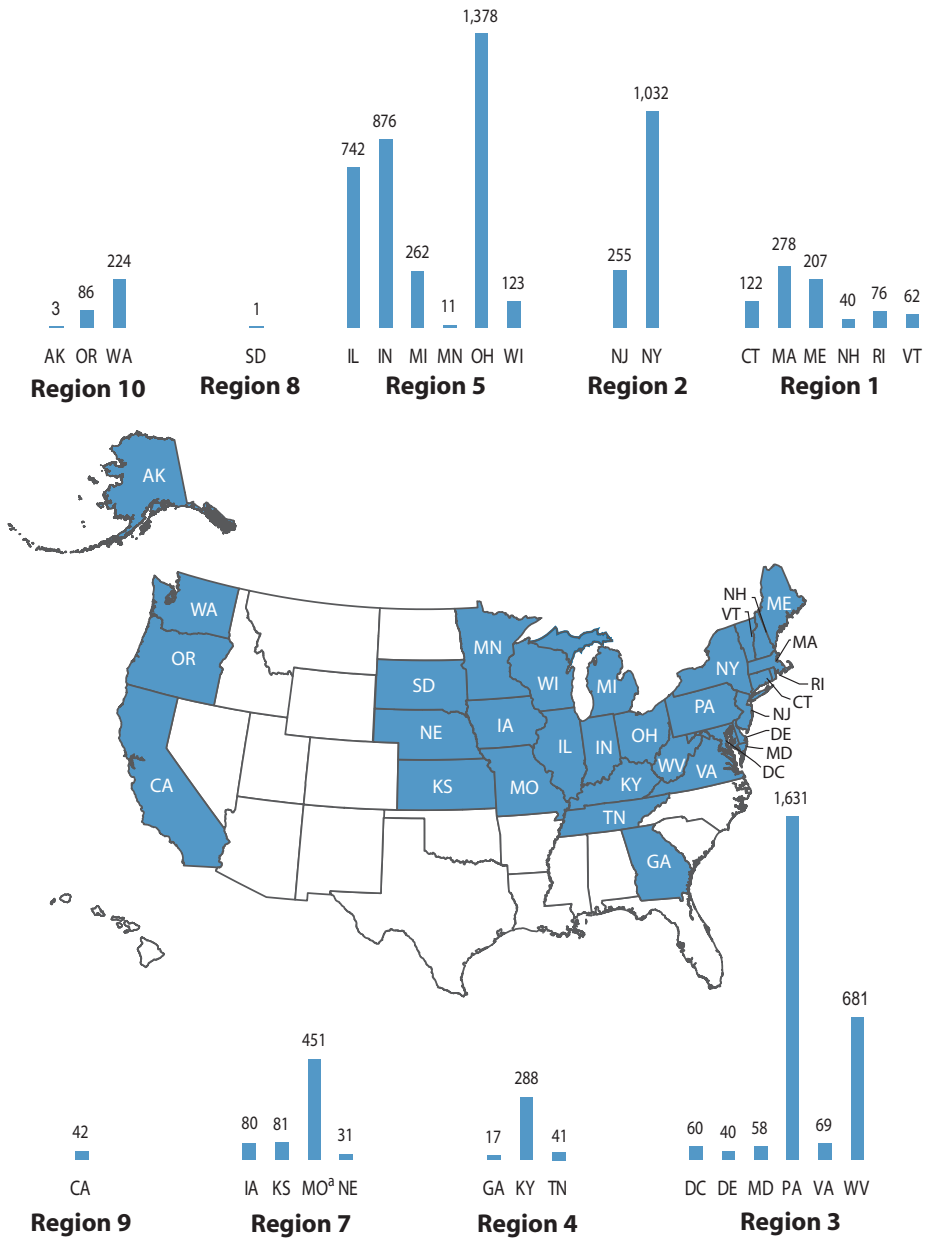 1,378
1,032
876
742
278
262
255
224
207
123
122
86
76
62
40
11
3
1
AK OR WA
SD
IL IN MI MN OH WI
NJ NY
CT MA ME NH RI VT
Region 10
Region 8
Region 5
Region 2
Region 1
AK
WA
OR
CA
SD
NE
KS
MN
IA
MO
WI
IL
MI
IN
OH
KY
TN
GA
WV
VA
PA
NY
NH
VT
ME
MA
RI
CT
NJ
DE
MD
DC
1,631
681
451
288
80 81
31
42
17
41
60 40 58
69
CA
IA KS MOᵃ NE
GA KY TN
DC DE MD PA VA WV
Region 9
Region 7
Region 4
Region 3